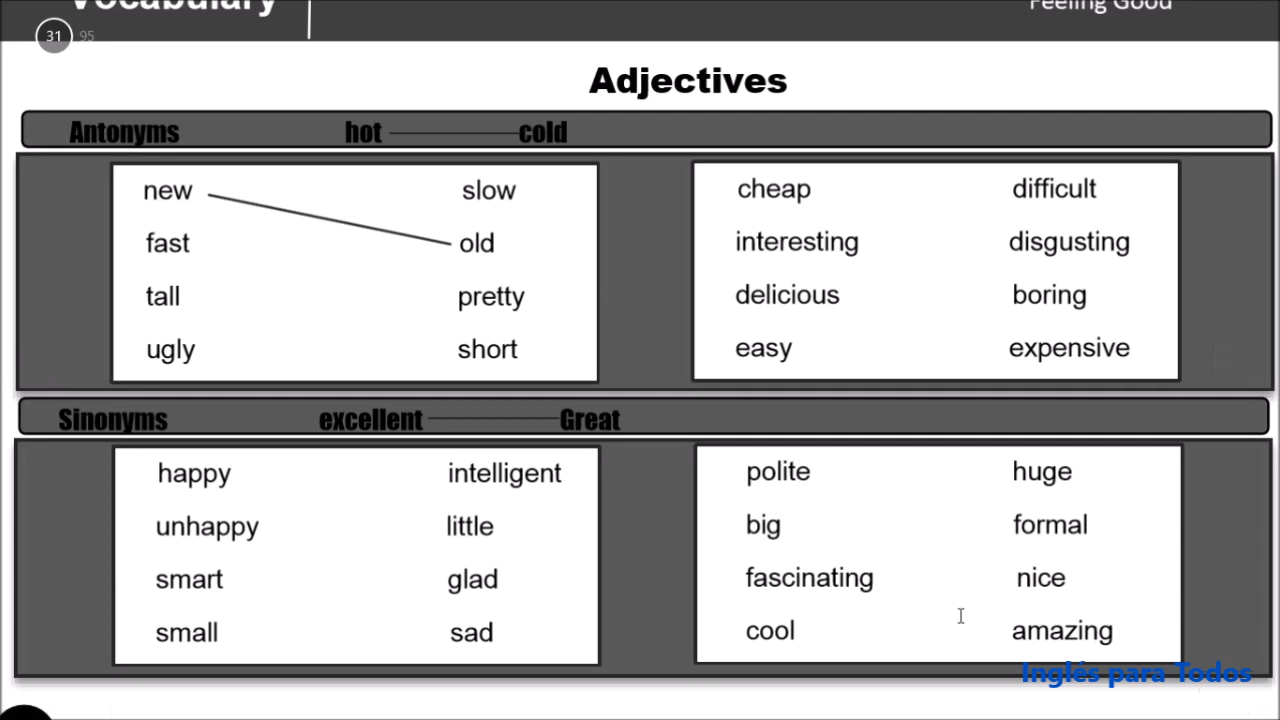 Vocabulary
Feeling Good
31 95
Adjectives
Antonyms hot cold
new slow
fast old
tall pretty
ugly short
cheap difficult
interesting disgusting
delicious boring
easy expensive
Sinonyms excellent Great
happy intelligent
unhappy little
smart glad
small sad
polite huge
big formal
fascinating nice
cool amazing
Inglés para Todos